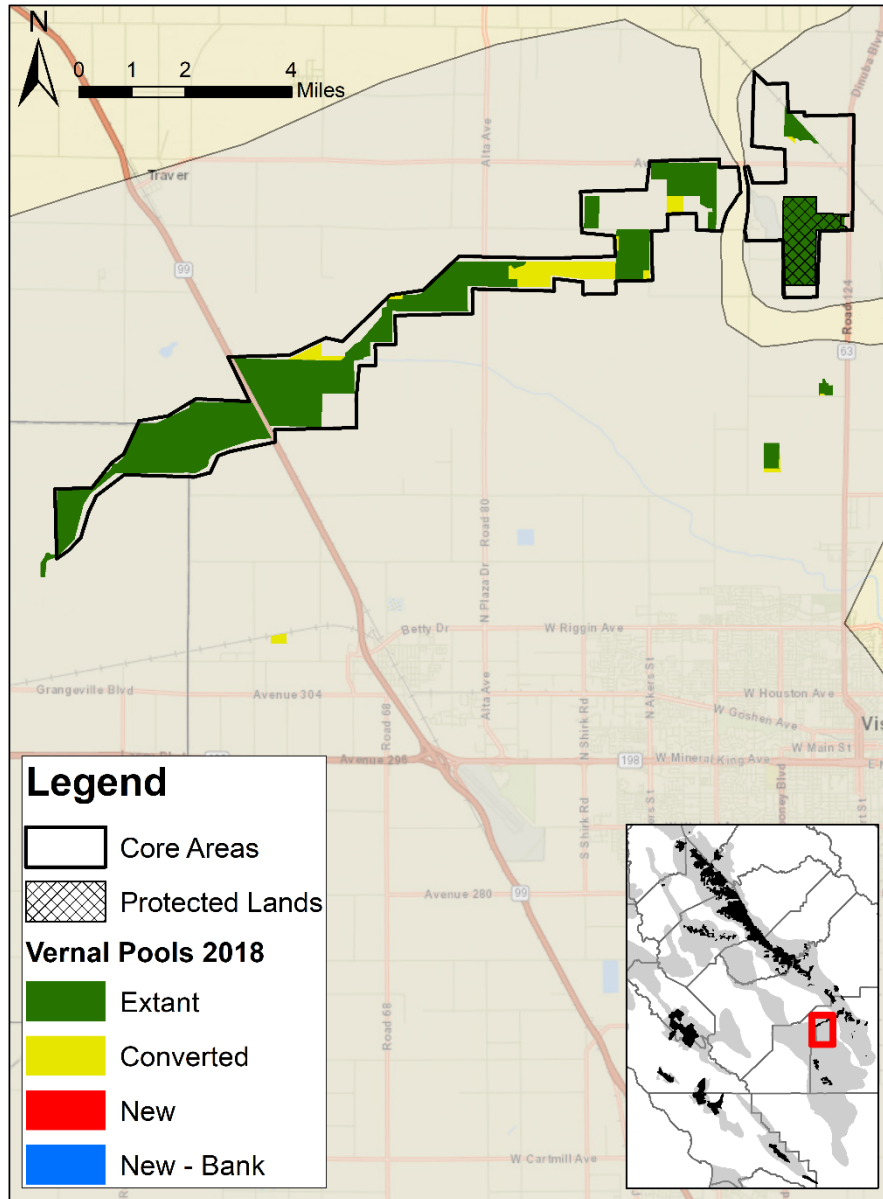 N
0 1 2 4
Miles
Dinuba Blvd
Alta Ave
Traver
99
Road 124
63
N Plaza Dr Road 80
Betty Dr
W Riggin Ave
Grangeville Blvd
Avenue 304
W Houston Ave
Road 68
Alta Ave
N Shirk Rd
N Akers St
W Goshen Ave
Vis
W Main St
Avenue 296
198
W Mineral King Ave
S Shirk Rd
Avenue 280
99
Road 68
W Cartmill Ave
Legend
Core Areas
Protected Lands
Vernal Pools 2018
Extant
Converted
New
New - Bank